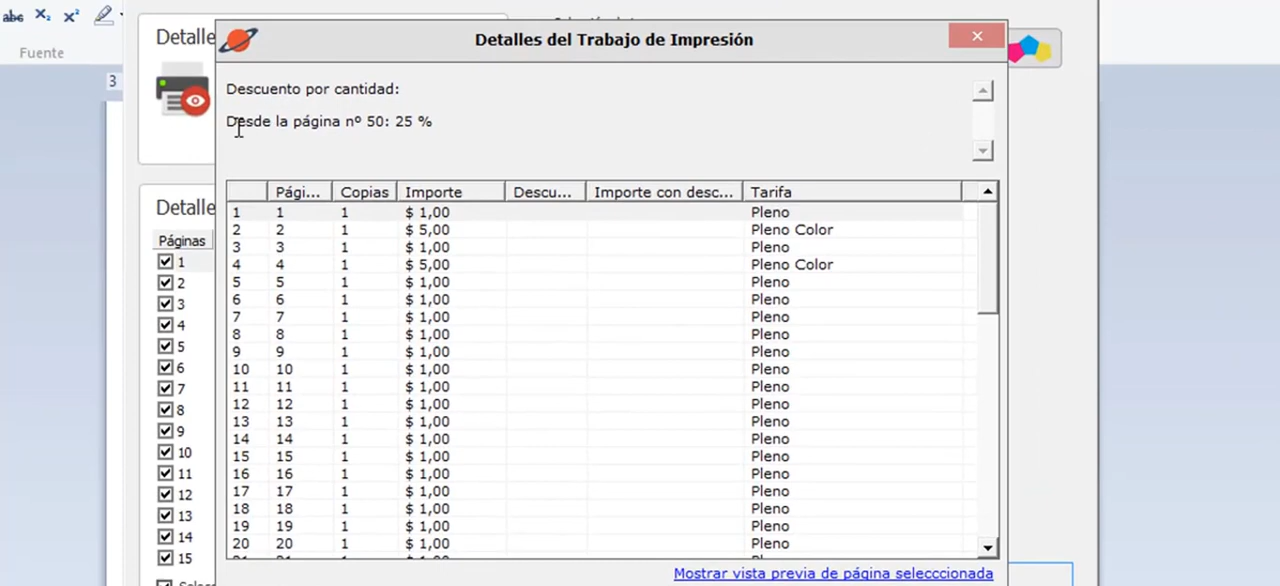 abc X₂ X²
Fuente
3
Detalle
Detalles del Trabajo de Impresión
Descuento por cantidad:
Desde la página nº 50: 25 %
Pági... Copias Importe Descu... Importe con desc... Tarifa
1 1 1 $ 1,00 Pleno
2 2 1 $ 5,00 Pleno Color
3 3 1 $ 1,00 Pleno
4 4 1 $ 5,00 Pleno Color
5 5 1 $ 1,00 Pleno
6 6 1 $ 1,00 Pleno
7 7 1 $ 1,00 Pleno
8 8 1 $ 1,00 Pleno
9 9 1 $ 1,00 Pleno
10 10 1 $ 1,00 Pleno
11 11 1 $ 1,00 Pleno
12 12 1 $ 1,00 Pleno
13 13 1 $ 1,00 Pleno
14 14 1 $ 1,00 Pleno
15 15 1 $ 1,00 Pleno
16 16 1 $ 1,00 Pleno
17 17 1 $ 1,00 Pleno
18 18 1 $ 1,00 Pleno
19 19 1 $ 1,00 Pleno
20 20 1 $ 1,00 Pleno
Mostrar vista previa de página selecccionada
Detalle
Páginas
1
2
3
4
5
6
7
8
9
10
11
12
13
14
15